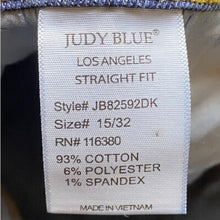 JUDY BLUE®
LOS ANGELES
STRAIGHT FIT
Style# JB82592DK
Size# 15/32
RN# 116380
93% COTTON
6% POLYESTER
1% SPANDEX
MADE IN VIETNAM